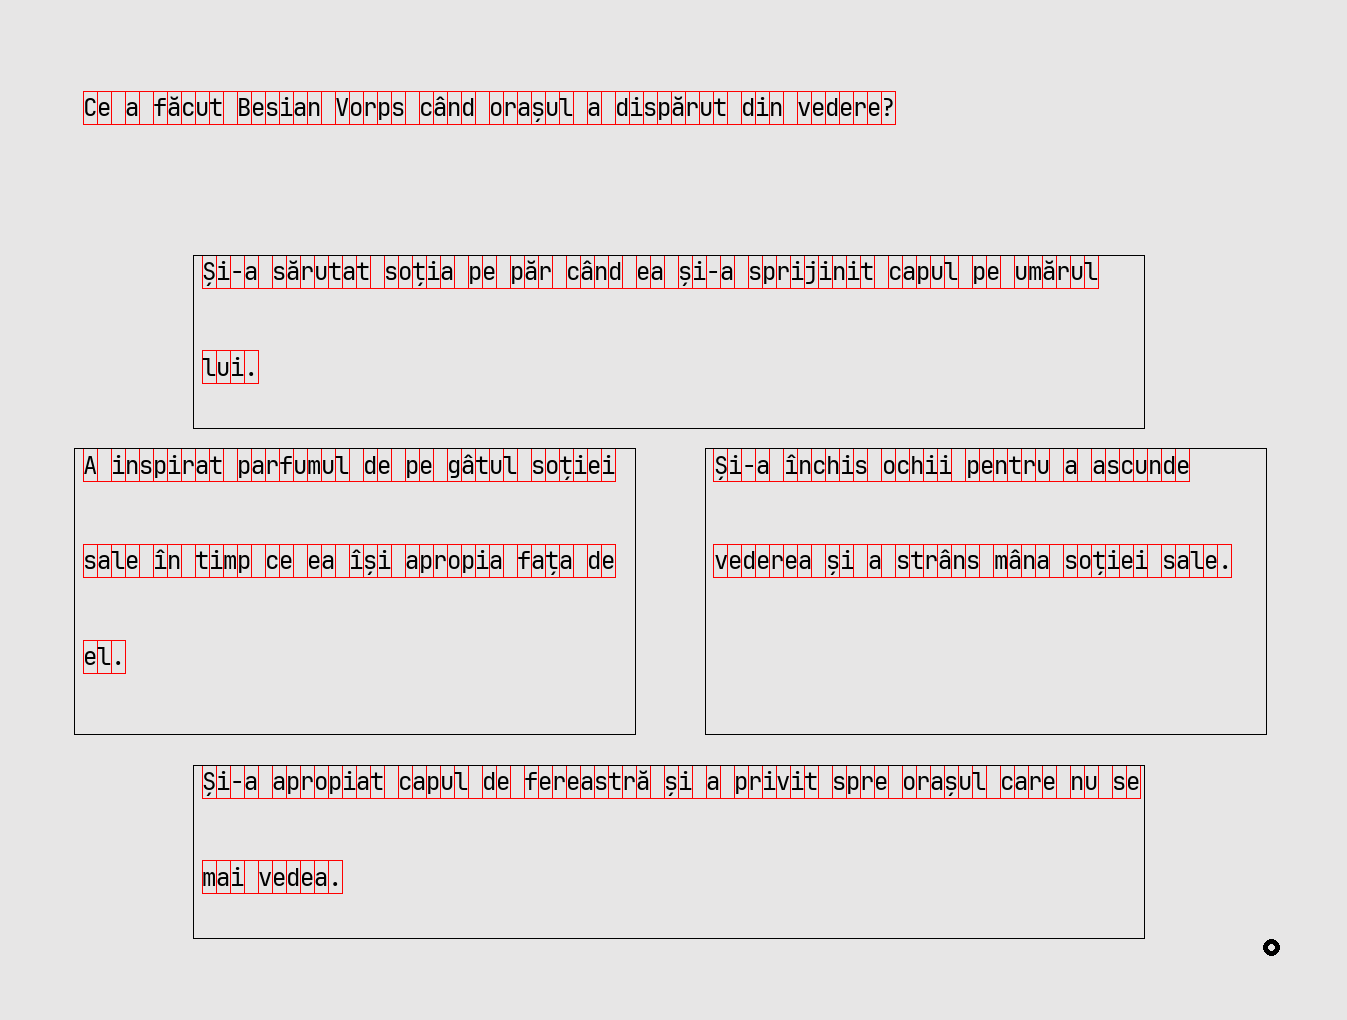 Ce a făcut Besian Vorps când orașul a dispărut din vedere?
Și-a sărutat soția pe păr când ea și-a sprijinit capul pe umărul
lui.
A inspirat parfumul de pe gâtul soției
sale în timp ce ea își apropia fața de
el.
Și-a închis ochii pentru a ascunde
vederea și a strâns mâna soției sale.
Și-a apropiat capul de fereastră și a privit spre orașul care nu se
mai vedea.